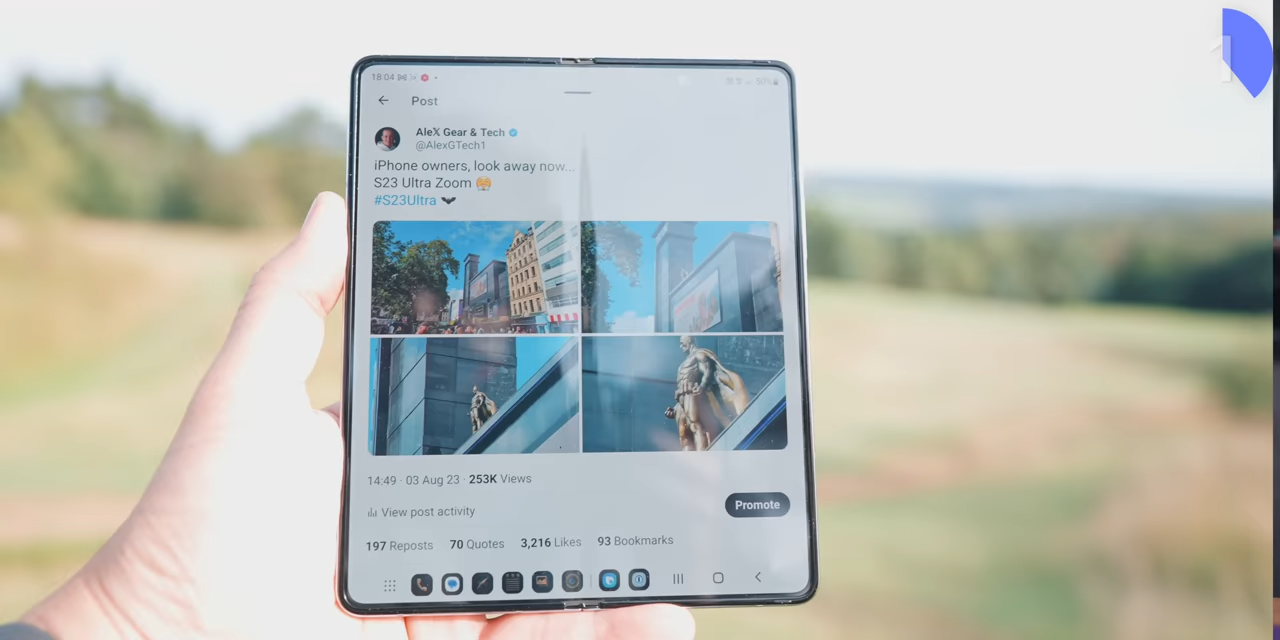 1
18:04
Post
AleX Gear & Tech
@AlexGTech1
iPhone owners, look away now...
S23 Ultra Zoom
#S23Ultra
14:49 · 03 Aug 23 · 253K Views
View post activity
Promote
197 Reposts 70 Quotes 3,216 Likes 93 Bookmarks